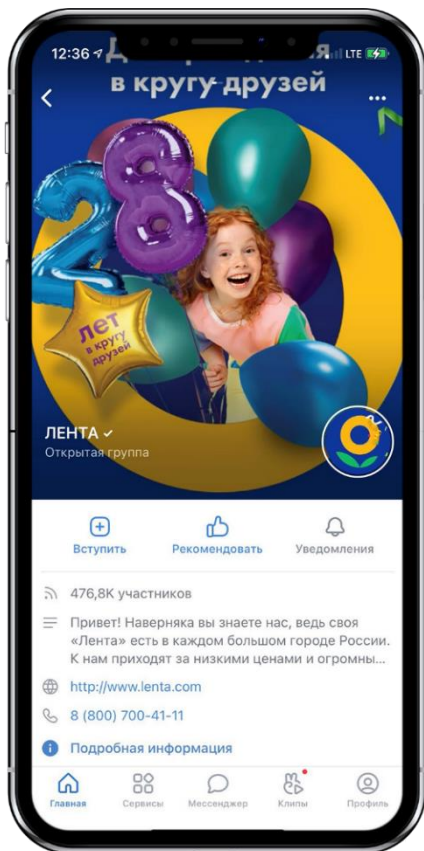 12:36
LTE
в кругу друзей
28
лет
в кругу
друзей
ЛЕНТА
Открытая группа
Вступить
Рекомендовать
Уведомления
476,8K участников
Привет! Наверняка вы знаете нас, ведь своя
«Лента» есть в каждом большом городе России.
К нам приходят за низкими ценами и огромны...
http://www.lenta.com
8 (800) 700-41-11
Подробная информация
Главная
Сервисы
Мессенджер
Клипы
Профиль